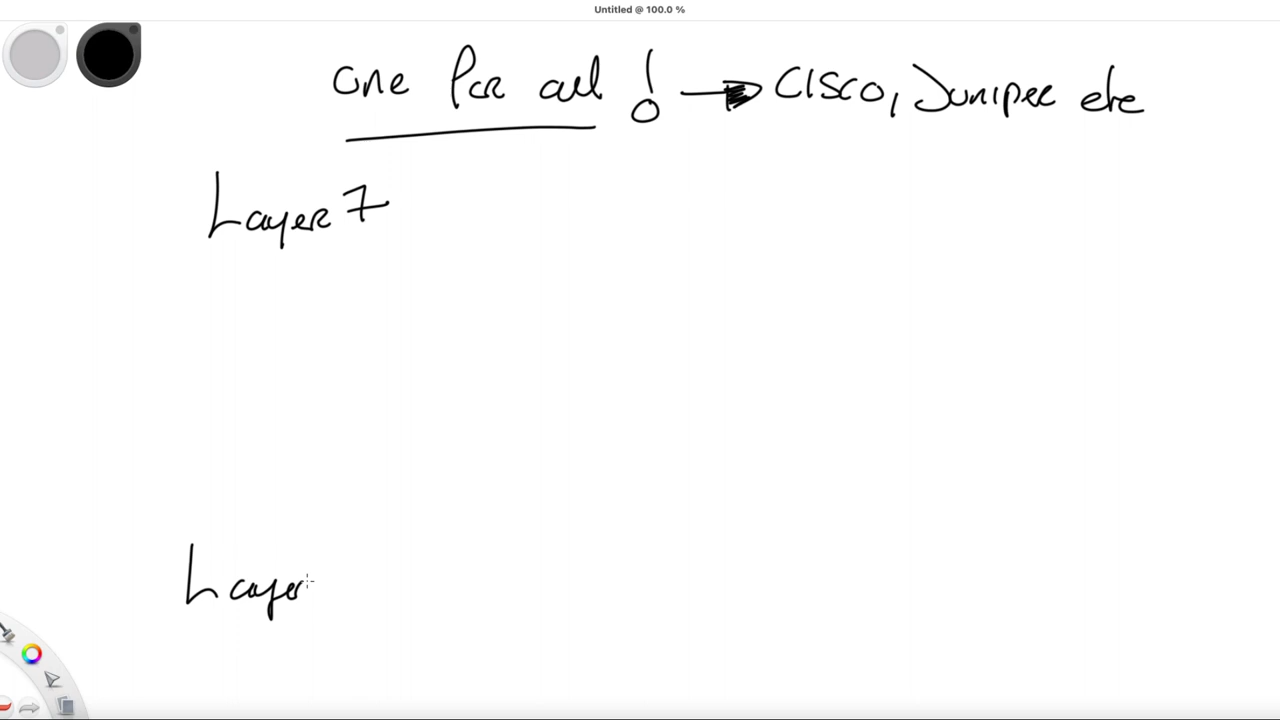 Untitled @ 100.0 %
one for all ! → CISCO, Juniper etc
Layer 7
Layer